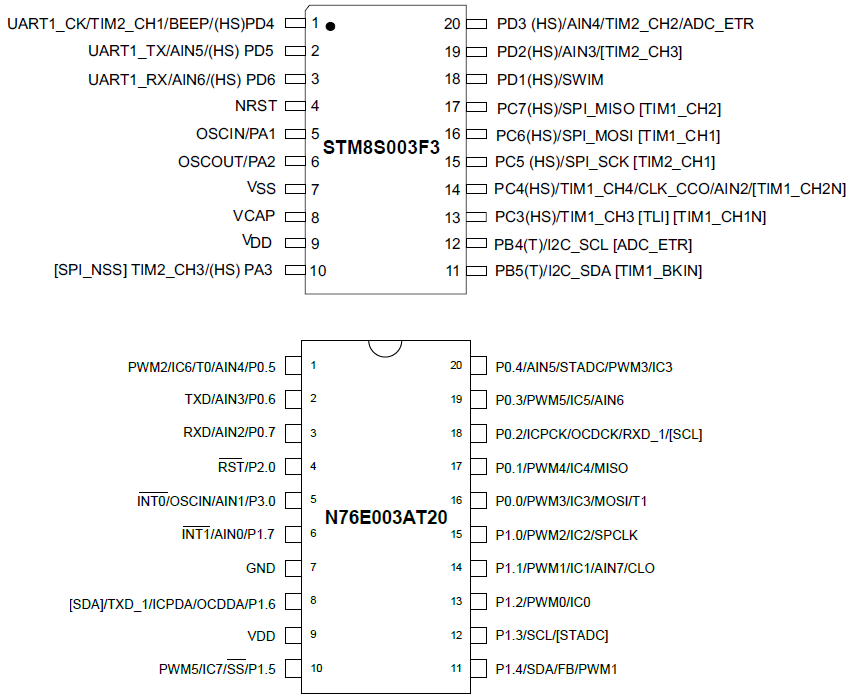 UART1_CK/TIM2_CH1/BEEP/(HS)PD4 1 20 PD3 (HS)/AIN4/TIM2_CH2/ADC_ETR
UART1_TX/AIN5/(HS) PD5 2 19 PD2(HS)/AIN3/[TIM2_CH3]
UART1_RX/AIN6/(HS) PD6 3 18 PD1(HS)/SWIM
NRST 4 17 PC7(HS)/SPI_MISO [TIM1_CH2]
OSCIN/PA1 5 16 PC6(HS)/SPI_MOSI [TIM1_CH1]
STM8S003F3
OSCOUT/PA2 6 15 PC5 (HS)/SPI_SCK [TIM2_CH1]
VSS 7 14 PC4(HS)/TIM1_CH4/CLK_CCO/AIN2/[TIM1_CH2N]
VCAP 8 13 PC3(HS)/TIM1_CH3 [TLI] [TIM1_CH1N]
VDD 9 12 PB4(T)/I2C_SCL [ADC_ETR]
[SPI_NSS] TIM2_CH3/(HS) PA3 10 11 PB5(T)/I2C_SDA [TIM1_BKIN]
PWM2/IC6/T0/AIN4/P0.5 1 20 P0.4/AIN5/STADC/PWM3/IC3
TXD/AIN3/P0.6 2 19 P0.3/PWM5/IC5/AIN6
RXD/AIN2/P0.7 3 18 P0.2/ICPCK/OCDCK/RXD_1/[SCL]
RST/P2.0 4 17 P0.1/PWM4/IC4/MISO
INT0/OSCIN/AIN1/P3.0 5 16 P0.0/PWM3/IC3/MOSI/T1
N76E003AT20
INT1/AIN0/P1.7 6 15 P1.0/PWM2/IC2/SPCLK
GND 7 14 P1.1/PWM1/IC1/AIN7/CLO
[SDA]/TXD_1/ICPDA/OCDDA/P1.6 8 13 P1.2/PWM0/IC0
VDD 9 12 P1.3/SCL/[STADC]
PWM5/IC7/SS/P1.5 10 11 P1.4/SDA/FB/PWM1